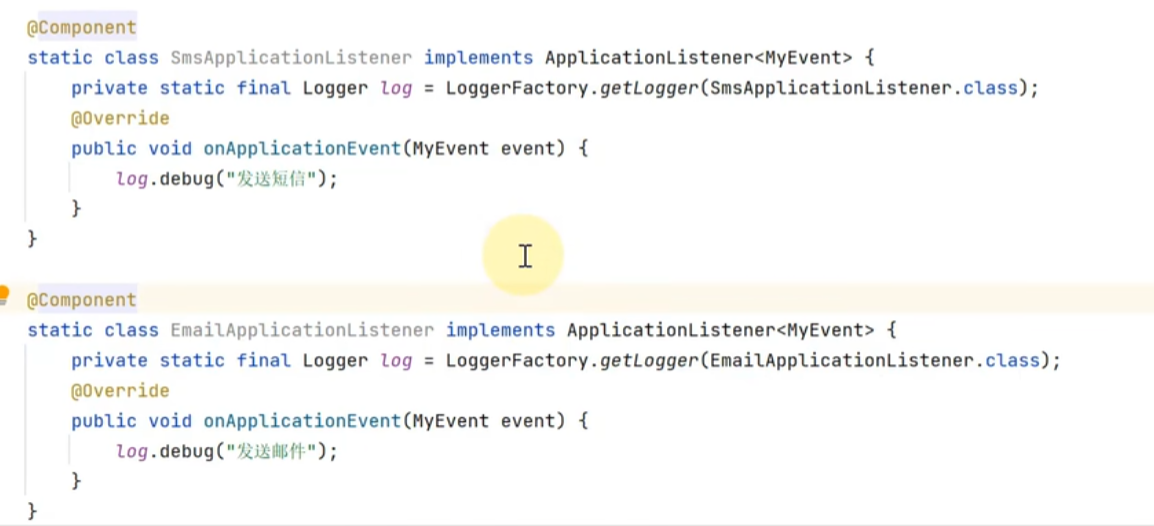 @Component
static class SmsApplicationListener implements ApplicationListener<MyEvent> {
private static final Logger log = LoggerFactory.getLogger(SmsApplicationListener.class);
@Override
public void onApplicationEvent(MyEvent event) {
log.debug("发送短信");
}
}
@Component
static class EmailApplicationListener implements ApplicationListener<MyEvent> {
private static final Logger log = LoggerFactory.getLogger(EmailApplicationListener.class);
@Override
public void onApplicationEvent(MyEvent event) {
log.debug("发送邮件");
}
}